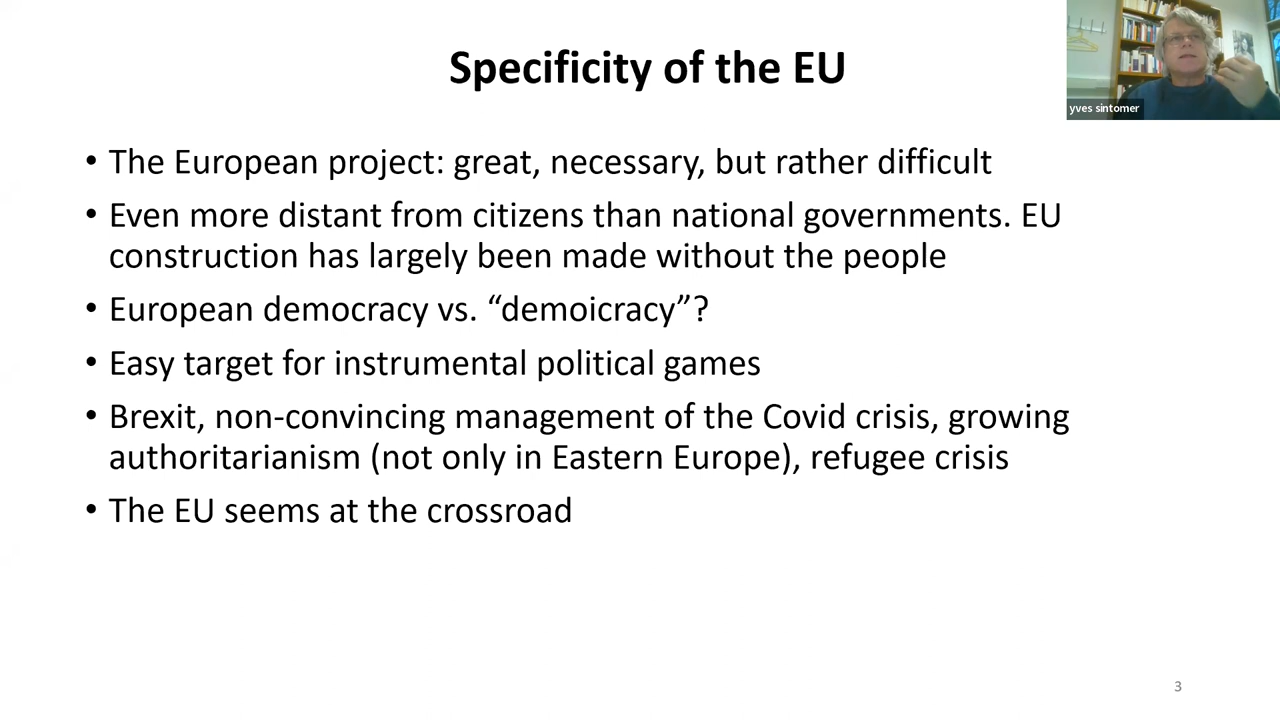 Specificity of the EU
yves sintomer
• The European project: great, necessary, but rather difficult
• Even more distant from citizens than national governments. EU
construction has largely been made without the people
• European democracy vs. “demoicracy”?
• Easy target for instrumental political games
• Brexit, non-convincing management of the Covid crisis, growing
authoritarianism (not only in Eastern Europe), refugee crisis
• The EU seems at the crossroad
3